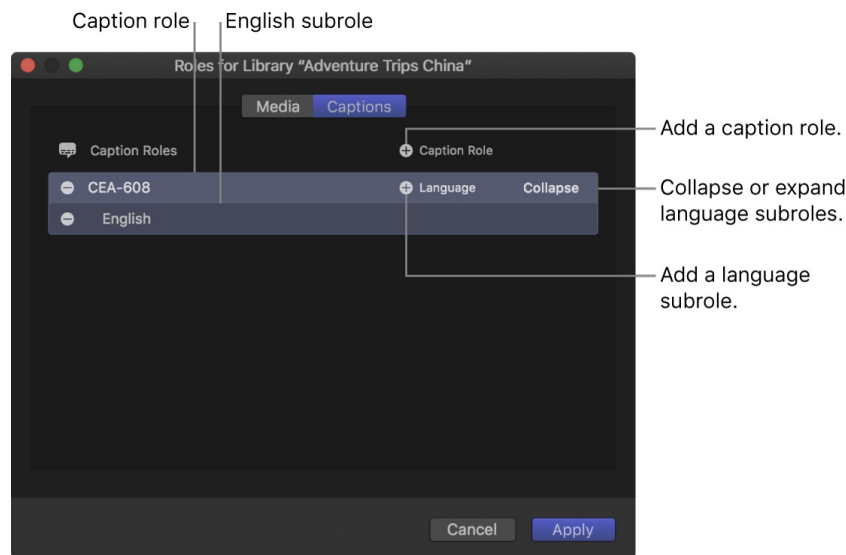 Caption role
English subrole
Roles for Library “Adventure Trips China”
Media
Captions
Caption Roles
Caption Role
Add a caption role.
CEA-608
Language
Collapse
Collapse or expand
language subroles.
English
Add a language
subrole.
Cancel
Apply